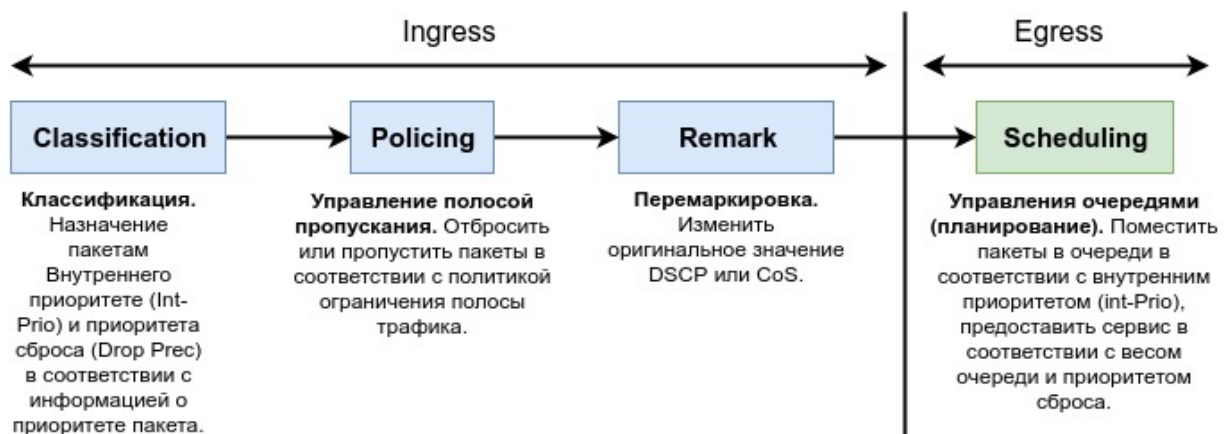 Ingress
Egress
Classification
Policing
Remark
Scheduling
Классификация.
Назначение
пакетам
Внутреннего
приоритете (Int-
Prio) и приоритета
сброса (Drop Prec)
в соответствии с
информацией о
приоритете пакета.
Управление полосой
пропускания. Отбросить
или пропустить пакеты в
соответствии с политикой
ограничения полосы
трафика.
Перемаркировка.
Изменить
оригинальное значение
DSCP или CoS.
Управления очередями
(планирование). Поместить
пакеты в очереди в
соответствии с внутренним
приоритетом (int-Prio),
предоставить сервис в
соответствии с весом
очереди и приоритетом
сброса.